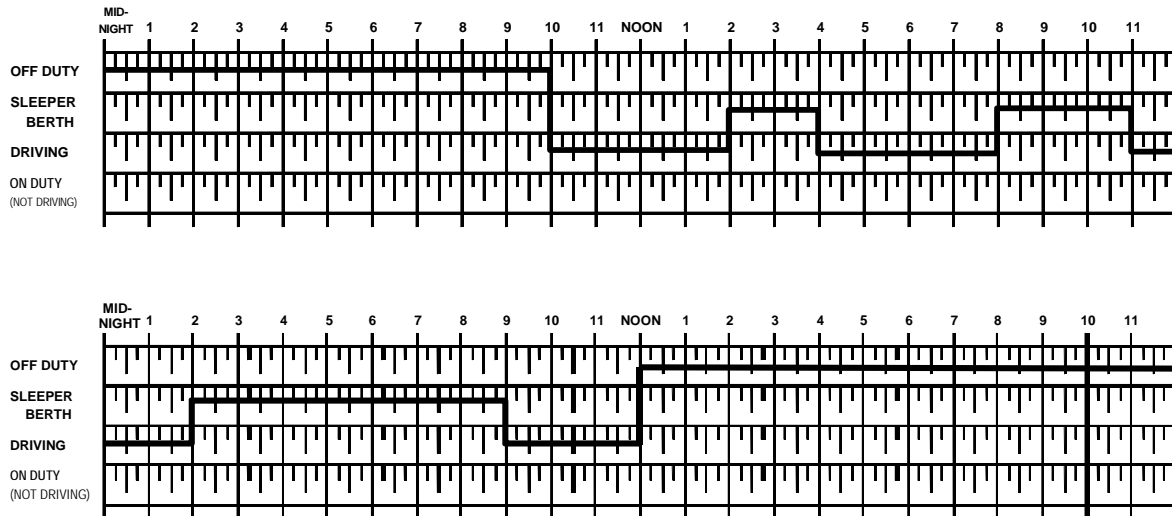 MID-
NIGHT 1 2 3 4 5 6 7 8 9 10 11 NOON 1 2 3 4 5 6 7 8 9 10 11
OFF DUTY
SLEEPER
BERTH
DRIVING
ON DUTY
(NOT DRIVING)
MID-
NIGHT 1 2 3 4 5 6 7 8 9 10 11 NOON 1 2 3 4 5 6 7 8 9 10 11
OFF DUTY
SLEEPER
BERTH
DRIVING
ON DUTY
(NOT DRIVING)